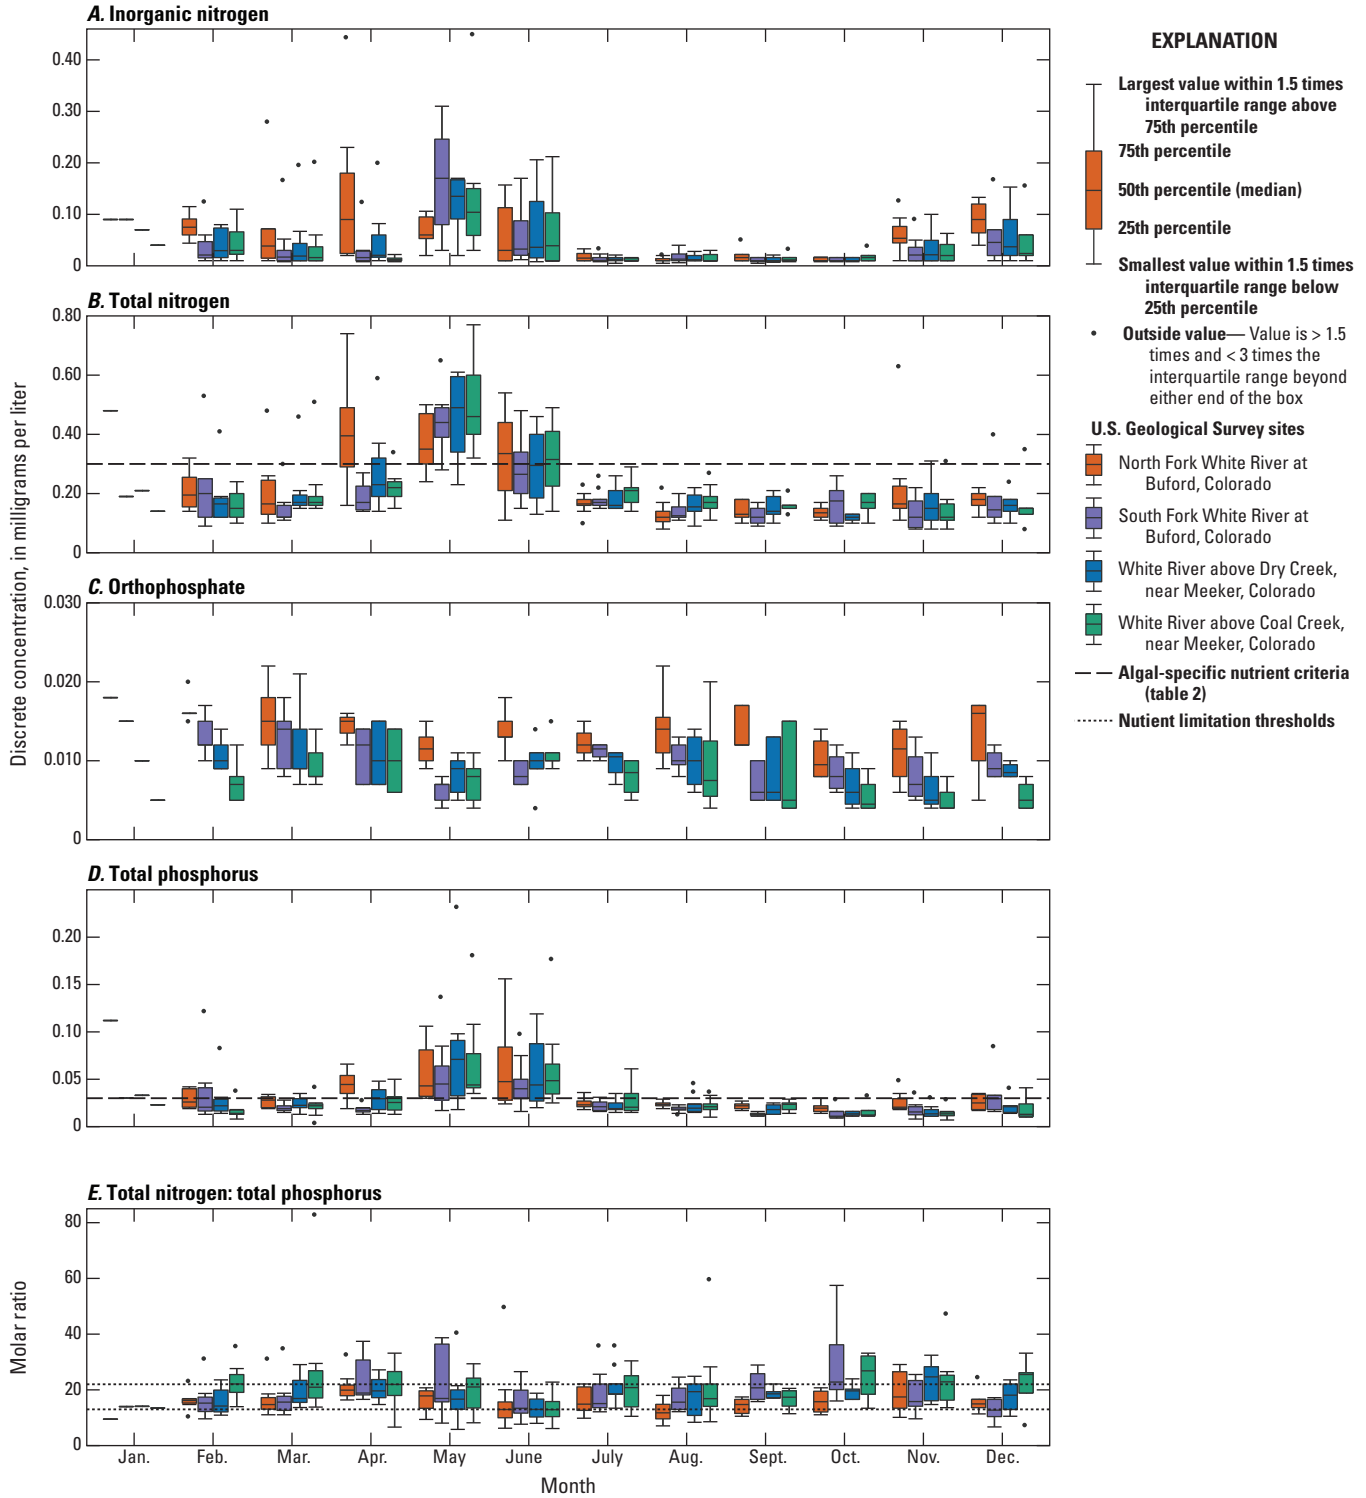 A. Inorganic nitrogen
0.40
0.30
0.20
0.10
0
B. Total nitrogen
0.80
0.60
0.40
0.20
0
C. Orthophosphate
0.030
0.020
0.010
0
D. Total phosphorus
0.20
0.15
0.10
0.05
0
Discrete concentration, in milligrams per liter
E. Total nitrogen: total phosphorus
80
60
40
20
0
Molar ratio
Jan. Feb. Mar. Apr. May June July Aug. Sept. Oct. Nov. Dec.
Month
EXPLANATION
Largest value within 1.5 times
interquartile range above
75th percentile
75th percentile
50th percentile (median)
25th percentile
Smallest value within 1.5 times
interquartile range below
25th percentile
Outside value— Value is > 1.5
times and < 3 times the
interquartile range beyond
either end of the box
U.S. Geological Survey sites
North Fork White River at
Buford, Colorado
South Fork White River at
Buford, Colorado
White River above Dry Creek,
near Meeker, Colorado
White River above Coal Creek,
near Meeker, Colorado
Algal-specific nutrient criteria
(table 2)
Nutient limitation thresholds